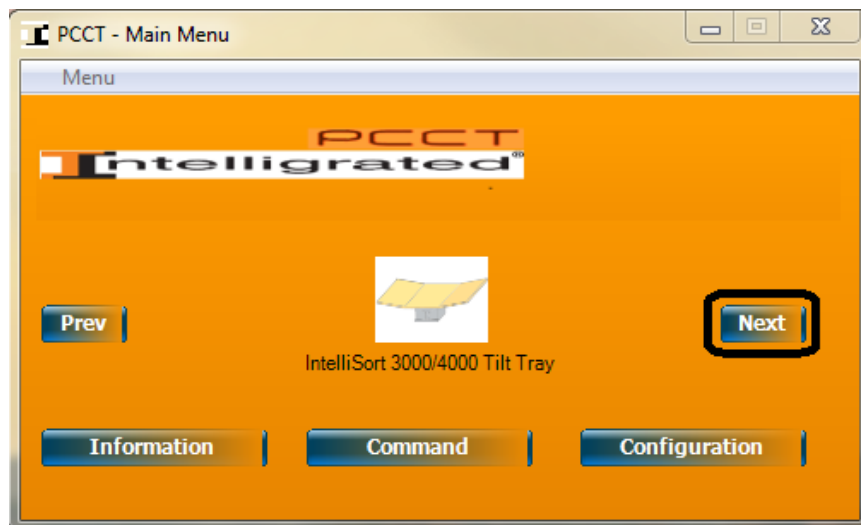 PCCT - Main Menu
Menu
PCCT
Intelligrated®
Prev
Next
IntelliSort 3000/4000 Tilt Tray
Information
Command
Configuration